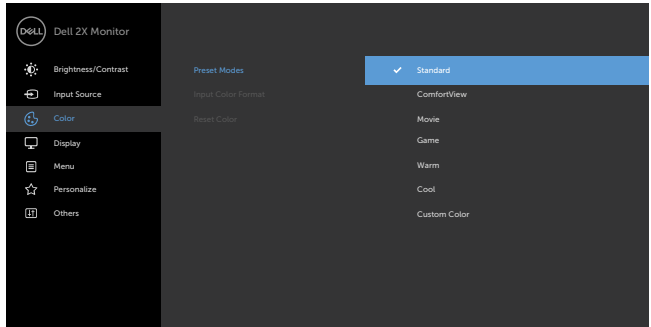 DELL Dell 2X Monitor
Brightness/Contrast Preset Modes Standard
Input Source Input Color Format ComfortView
Color Reset Color Movie
Display Game
Menu Warm
Personalize Cool
Others Custom Color